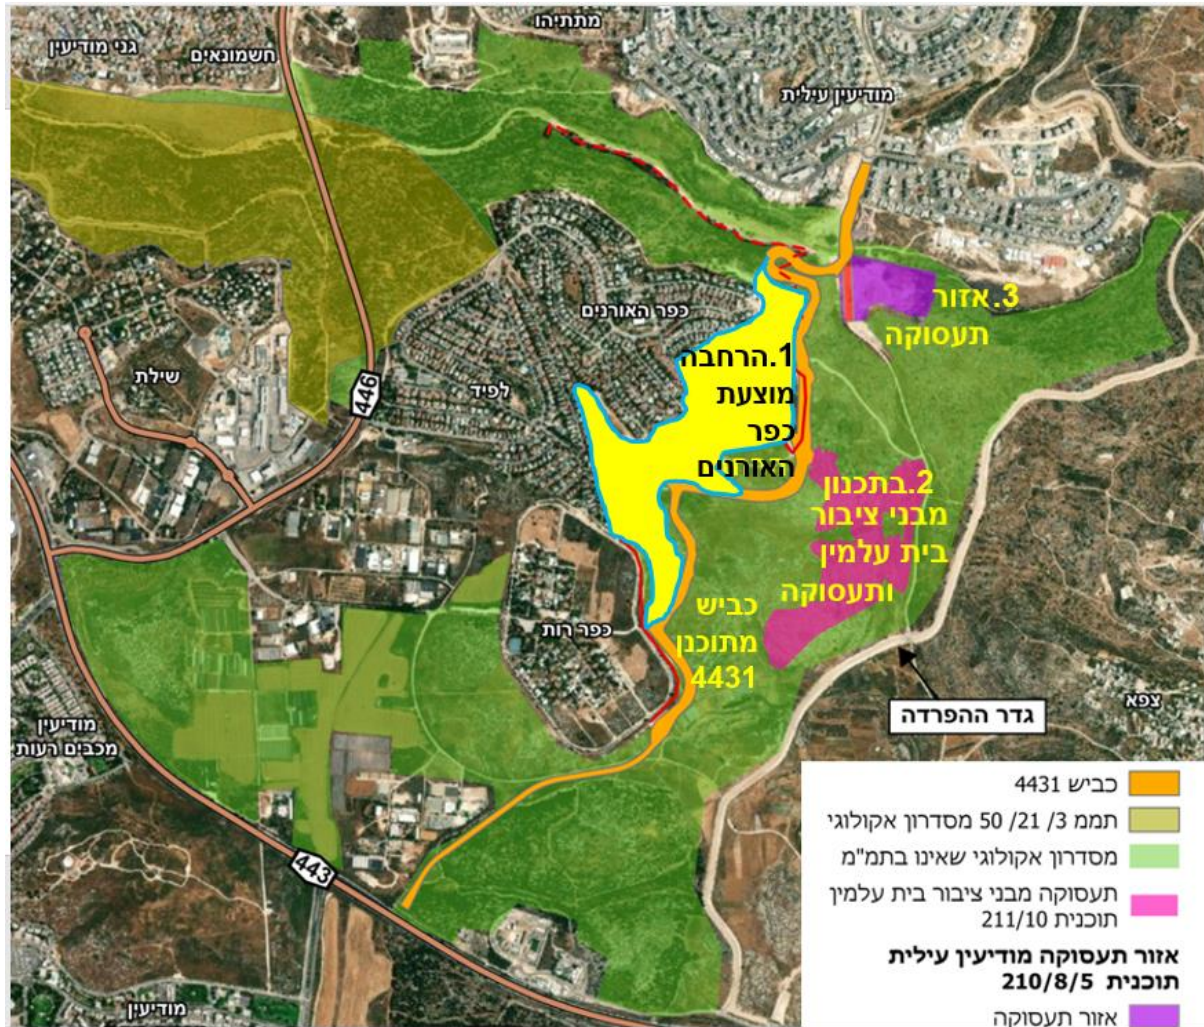 מתתיהו
גני מודיעין
חשמונאים
מודיעין עילית
כפר האורנים
3.אזור
תעסוקה
שילת
446
לפיד
1.הרחבה
מוצעת
כפר
האורנים
2.בתכנון
מבני ציבור
בית עלמין
ותעסוקה
כפר רות
כביש
מתוכנן
4431
גדר ההפרדה
צפא
מודיעין
מכבים רעות
443
מודיעין
כביש 4431
תממ 3/ 21/ 50 מסדרון אקולוגי
מסדרון אקולוגי שאינו בתמ"מ
תעסוקה מבני ציבור בית עלמין
תוכנית 211/10
אזור תעסוקה מודיעין עילית
תוכנית 210/8/5
אזור תעסוקה